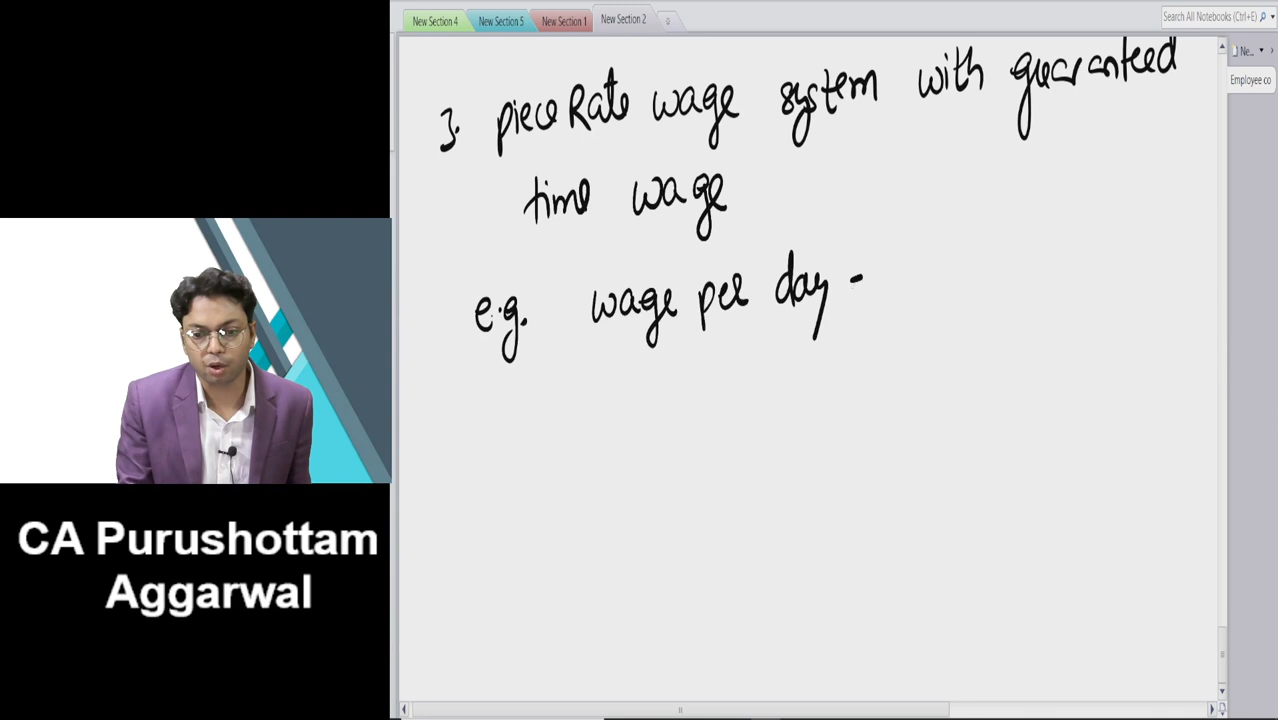 New Section 4
New Section 5
New Section 1
New Section 2
Search All Notebooks (Ctrl+E)
Ne...
Employee co
3. piece Rate wage system with guaranteed
time wage
e.g. wage per day -
CA Purushottam
Aggarwal